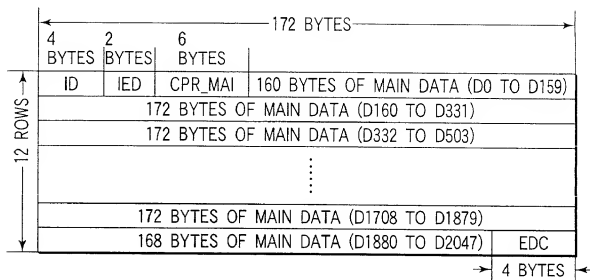 172 BYTES
4 BYTES 2 BYTES 6 BYTES
ID IED CPR_MAI 160 BYTES OF MAIN DATA (D0 TO D159)
172 BYTES OF MAIN DATA (D160 TO D331)
172 BYTES OF MAIN DATA (D332 TO D503)
12 ROWS
172 BYTES OF MAIN DATA (D1708 TO D1879)
168 BYTES OF MAIN DATA (D1880 TO D2047) EDC
4 BYTES